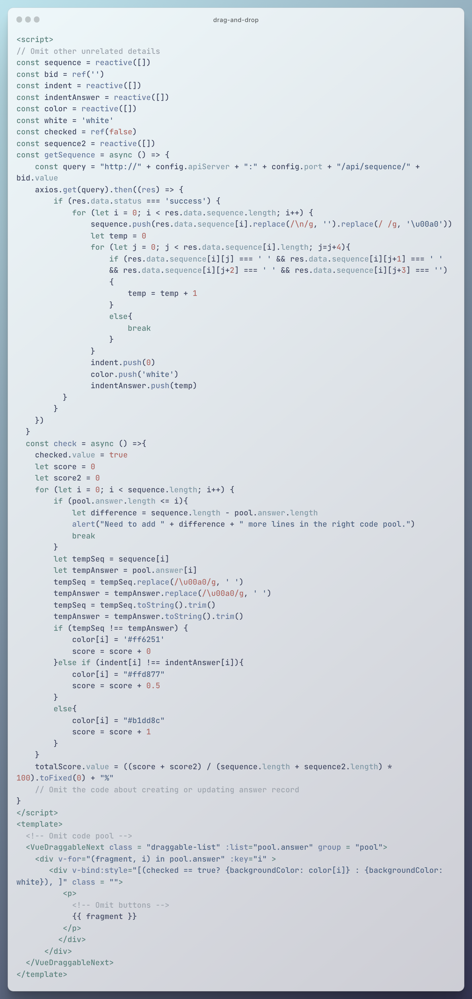 drag-and-drop
<script>
// Omit other unrelated details
const sequence = reactive([])
const bid = ref('')
const indent = reactive([])
const indentAnswer = reactive([])
const color = reactive([])
const white = 'white'
const checked = ref(false)
const sequence2 = reactive([])
const getSequence = async () => {
    const query = "http://" + config.apiServer + ":" + config.port + "/api/sequence/" +
bid.value
    axios.get(query).then((res) => {
        if (res.data.status === 'success') {
            for (let i = 0; i < res.data.sequence.length; i++) {
                sequence.push(res.data.sequence[i].replace(/\n/g, '').replace(/ /g, '\u00a0'))
                let temp = 0
                for (let j = 0; j < res.data.sequence[i].length; j=j+4){
                    if (res.data.sequence[i][j] === ' ' && res.data.sequence[i][j+1] === ' '
                    && res.data.sequence[i][j+2] === ' ' && res.data.sequence[i][j+3] === '')
                    {
                        temp = temp + 1
                    }
                    else{
                        break
                    }
                }
                indent.push(0)
                color.push('white')
                indentAnswer.push(temp)
          }
        }
    })
  }
  const check = async () =>{
    checked.value = true
    let score = 0
    let score2 = 0
    for (let i = 0; i < sequence.length; i++) {
        if (pool.answer.length <= i){
            let difference = sequence.length - pool.answer.length
            alert("Need to add " + difference + " more lines in the right code pool.")
            break
        }
        let tempSeq = sequence[i]
        let tempAnswer = pool.answer[i]
        tempSeq = tempSeq.replace(/\u00a0/g, ' ')
        tempAnswer = tempAnswer.replace(/\u00a0/g, ' ')
        tempSeq = tempSeq.toString().trim()
        tempAnswer = tempAnswer.toString().trim()
        if (tempSeq !== tempAnswer) {
            color[i] = '#ff6251'
            score = score + 0
        }else if (indent[i] !== indentAnswer[i]){
            color[i] = "#ffd877"
            score = score + 0.5
        }
        else{
            color[i] = "#b1dd8c"
            score = score + 1
        }
    }
    totalScore.value = ((score + score2) / (sequence.length + sequence2.length) *
100).toFixed(0) + "%"
    // Omit the code about creating or updating answer record
}
</script>
<template>
  <!-- Omit code pool -->
  <VueDraggableNext class = "draggable-list" :list="pool.answer" group = "pool">
    <div v-for="(fragment, i) in pool.answer" :key="i" >
       <div v-bind:style="[(checked == true? {backgroundColor: color[i]} : {backgroundColor:
white}), ]" class = "">
          <p>
            <!-- Omit buttons -->
            {{ fragment }}
          </p>
         </div>
      </div>
  </VueDraggableNext>
</template>